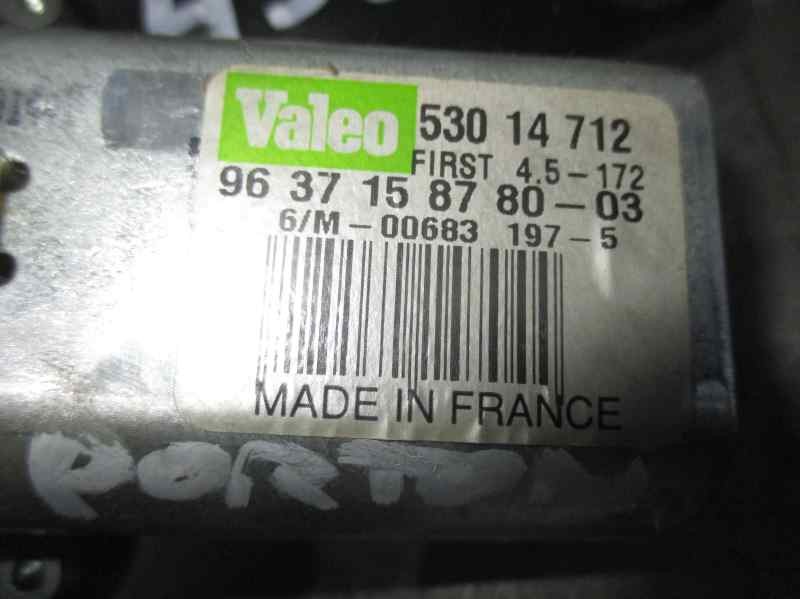 Valeo 530 14 712
FIRST 4.5-172
96 37 15 87 80-03
6/M-00683 197-5
MADE IN FRANCE
PORTON